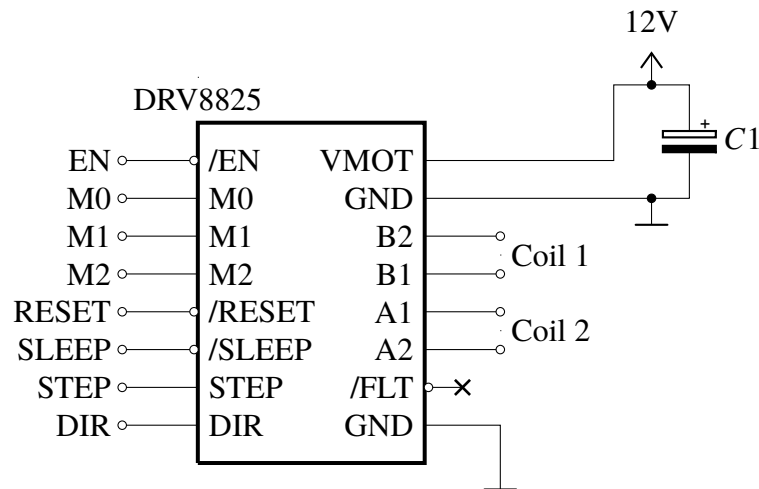 12V
DRV8825
+
C1
EN /EN VMOT
M0 M0 GND
M1 M1 B2
Coil 1
M2 M2 B1
RESET /RESET A1
Coil 2
SLEEP /SLEEP A2
STEP STEP /FLT
DIR DIR GND